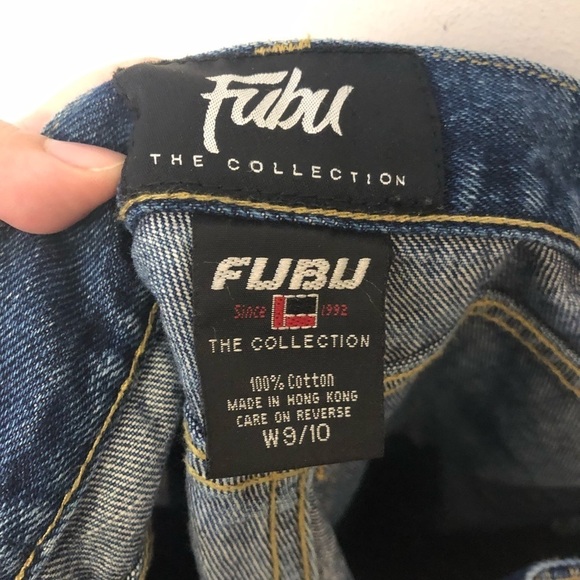 Fubu
THE COLLECTION
FUBU
Since 1992
THE COLLECTION
100% Cotton
MADE IN HONG KONG
CARE ON REVERSE
W9/10